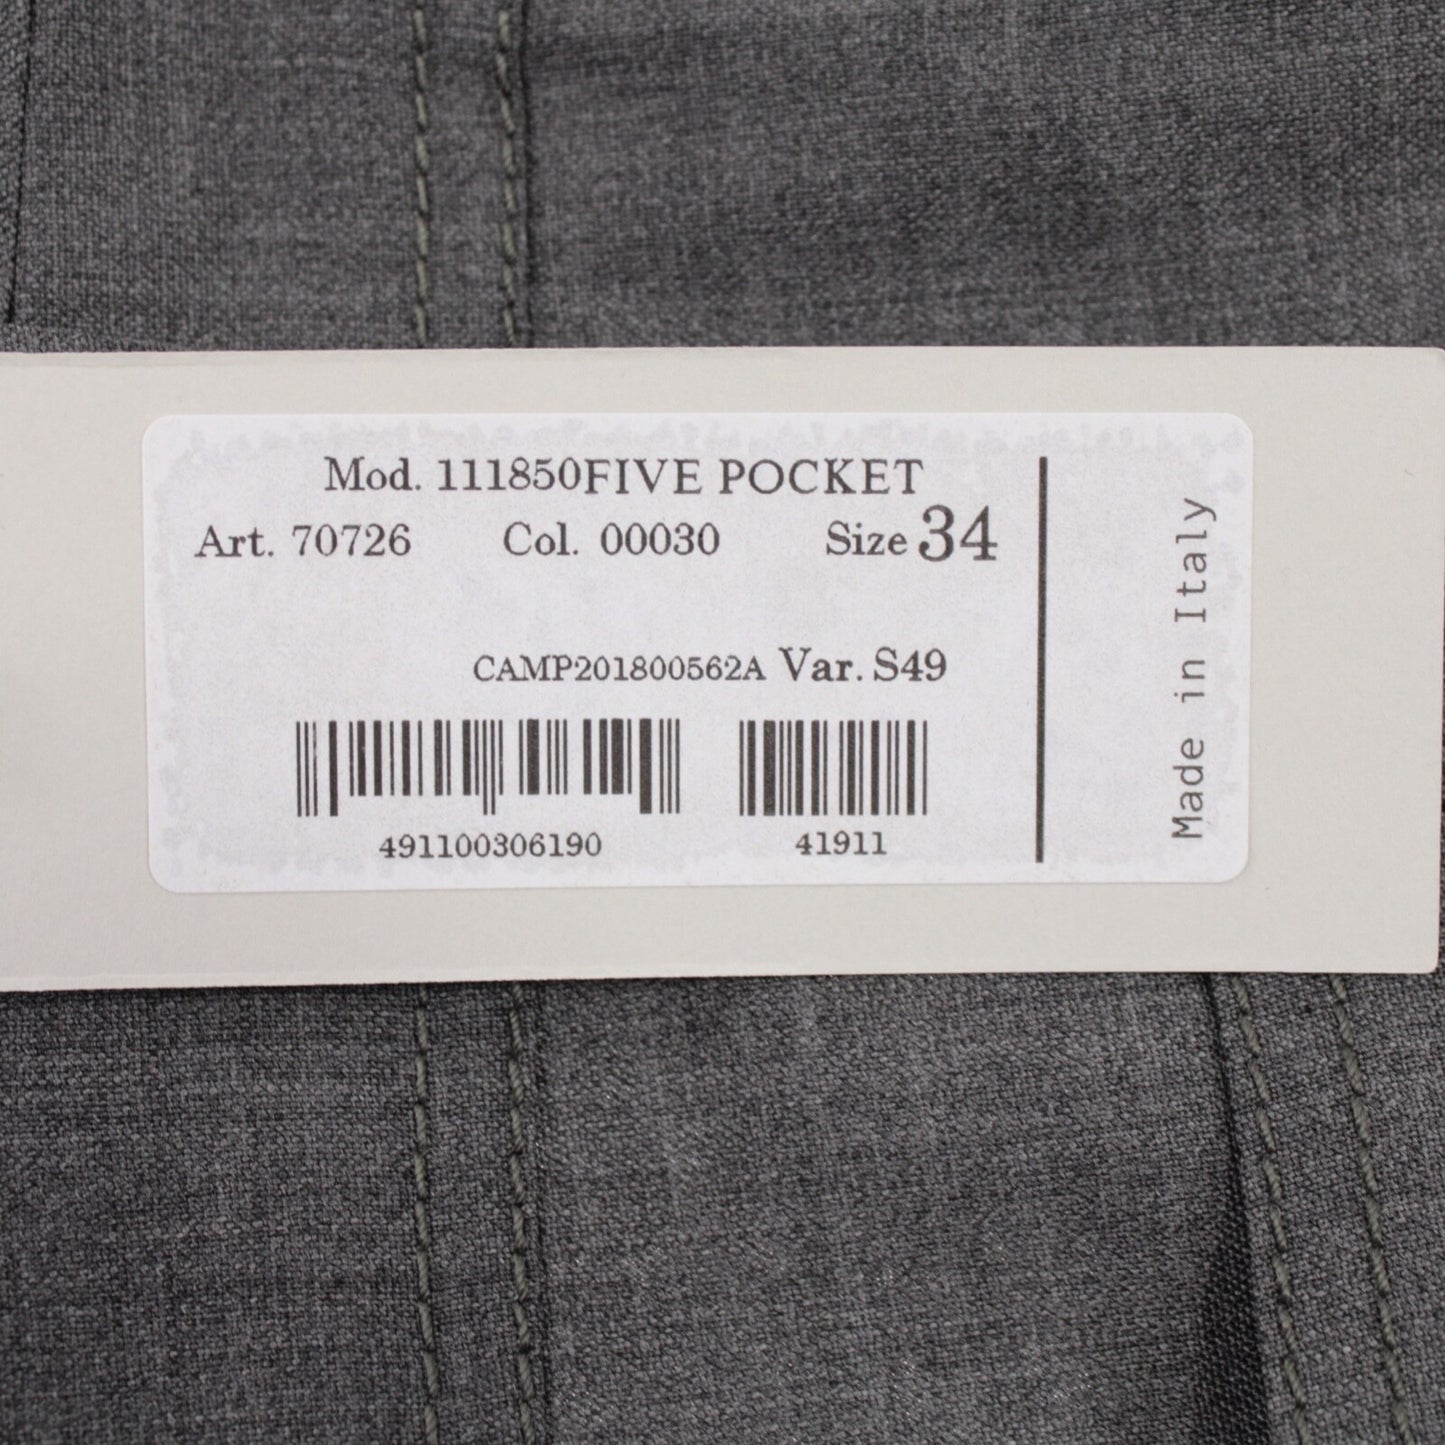 Mod. 111850FIVE POCKET
Art. 70726 Col. 00030 Size 34
CAMP201800562A Var. S49
491100306190 41911
Made in Italy